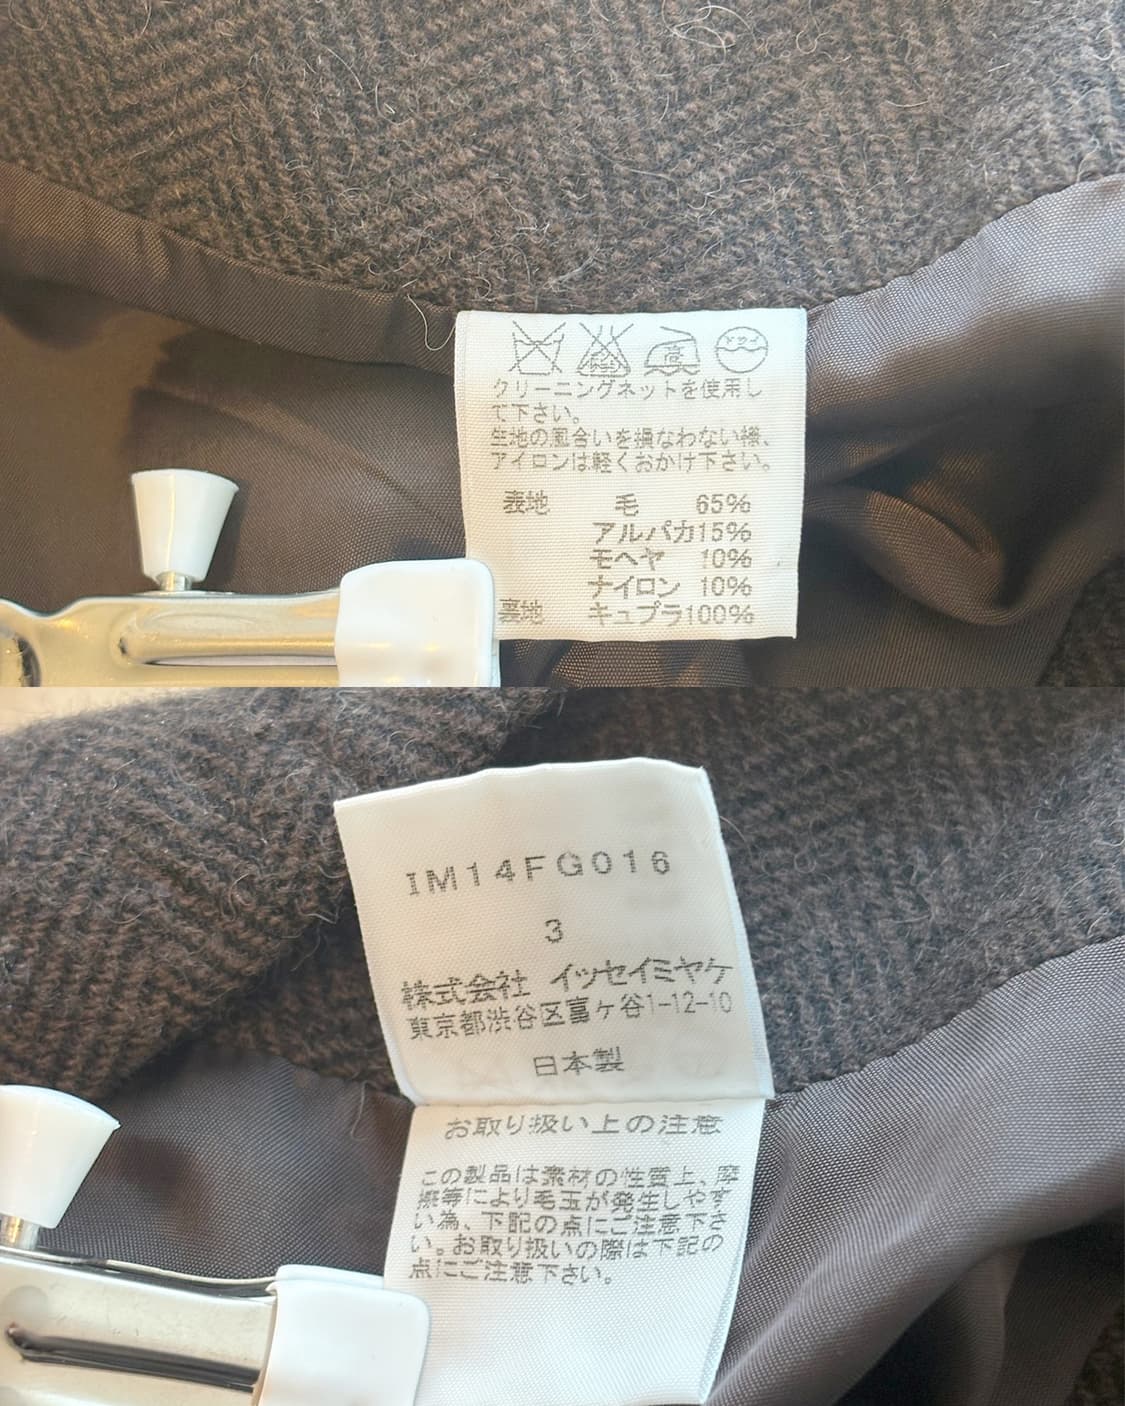 クリーニングネットを使用し
て下さい。
生地の風合いを損なわない様、
アイロンは軽くおかけ下さい。
表地 毛 65%
アルパカ15%
モヘヤ 10%
ナイロン 10%
裏地 キュプラ100%
IM14FG016
3
株式会社 イッセイミヤケ
東京都渋谷区富ヶ谷1-12-10
日本製
お取り扱い上の注意
この製品は素材の性質上、摩
擦等により毛玉が発生しやす
い為、下記の点にご注意下さ
い。お取り扱いの際は下記の
点にご注意下さい。